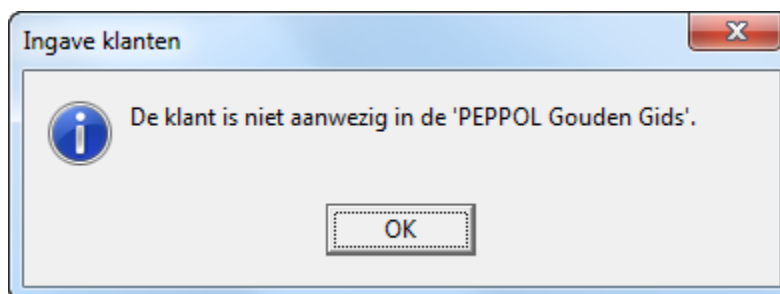 Ingave klanten
De klant is niet aanwezig in de 'PEPPOL Gouden Gids'.
OK